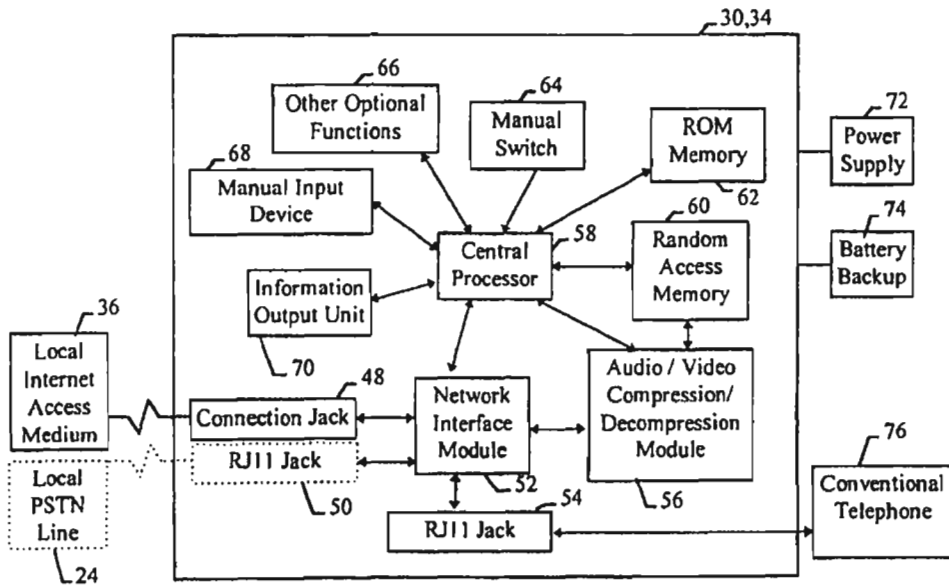 30,34
66
Other Optional
Functions
64
Manual
Switch
ROM
Memory
62
72
Power
Supply
68
Manual Input
Device
60
Random
Access
Memory
74
Battery
Backup
58
Central
Processor
Information
Output Unit
70
36
Local
Internet
Access
Medium
48
Connection Jack
Network
Interface
Module
52
Audio / Video
Compression/
Decompression
Module
56
RJ11 Jack
50
Local
PSTN
Line
24
54
RJ11 Jack
76
Conventional
Telephone